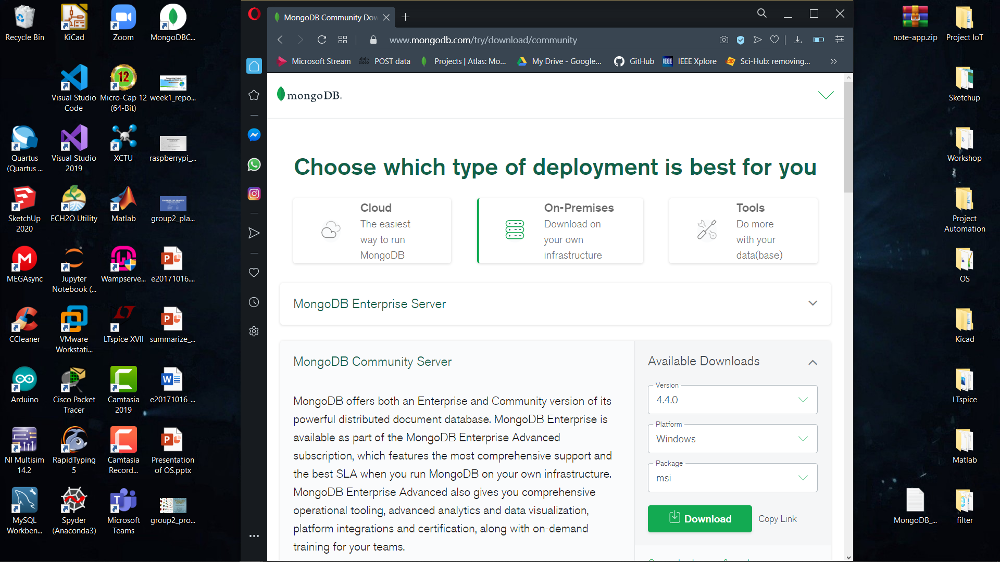 Recycle Bin
KiCad
Zoom
MongoDBC...
Visual Studio
Code
Micro-Cap 12
(64-Bit)
week1_repo...
Quartus
(Quartus ...
Visual Studio
2019
XCTU
raspberrypi_...
SketchUp
2020
ECH2O Utility
Matlab
group2_pla...
MEGAsync
Jupyter
Notebook (...
Wampserve...
e20171016....
CCleaner
VMware
Workstati...
LTspice XVII
summarize_...
Arduino
Cisco Packet
Tracer
Camtasia
2019
e20171016_...
NI Multisim
14.2
RapidTyping
5
Camtasia
Record...
Presentation
of OS.pptx
MySQL
Workben...
Spyder
(Anaconda3)
Microsoft
Teams
group2_pro...
MongoDB Community Dow
www.mongodb.com/try/download/community
Microsoft Stream
POST data
Projects | Atlas: Mo...
My Drive - Google...
GitHub
IEEE Xplore
Sci-Hub: removing...
mongoDB.
Choose which type of deployment is best for you
Cloud
The easiest
way to run
MongoDB
On-Premises
Download on
your own
infrastructure
Tools
Do more
with your
data(base)
MongoDB Enterprise Server
MongoDB Community Server
MongoDB offers both an Enterprise and Community version of its
powerful distributed document database. MongoDB Enterprise is
available as part of the MongoDB Enterprise Advanced
subscription, which features the most comprehensive support and
the best SLA when you run MongoDB on your own infrastructure.
MongoDB Enterprise Advanced also gives you comprehensive
operational tooling, advanced analytics and data visualization,
platform integrations and certification, along with on-demand
training for your teams.
Available Downloads
Version
4.4.0
Platform
Windows
Package
msi
Download
Copy Link
note-app.zip
Project IoT
Sketchup
Workshop
Project
Automation
OS
Kicad
LTspice
Matlab
MongoDB_...
filter